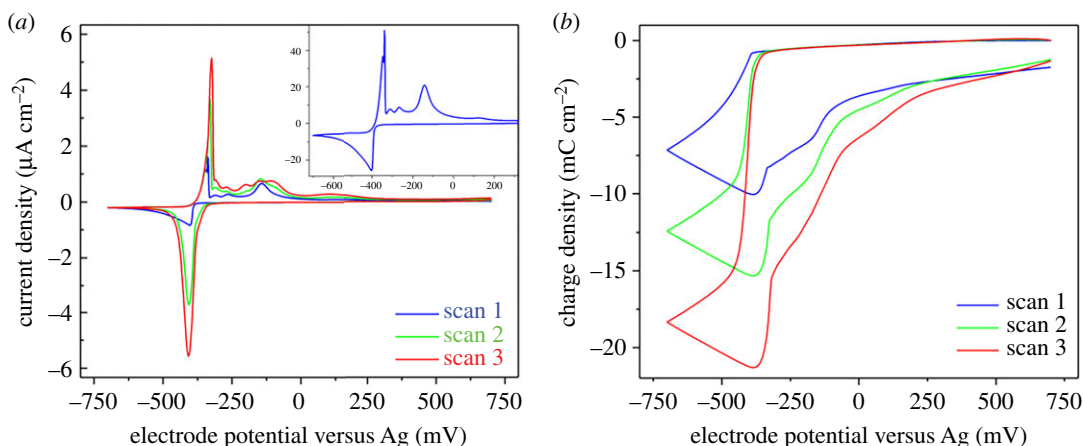 (a)
6
4
2
0
−2
−4
−6
current density (µA cm−2)
−750 −500 −250 0 250 500 750
electrode potential versus Ag (mV)
40
20
0
−20
−600 −400 −200 0 200
scan 1
scan 2
scan 3
(b)
0
−5
−10
−15
−20
charge density (mC cm−2)
−750 −500 −250 0 250 500 750
electrode potential versus Ag (mV)
scan 1
scan 2
scan 3